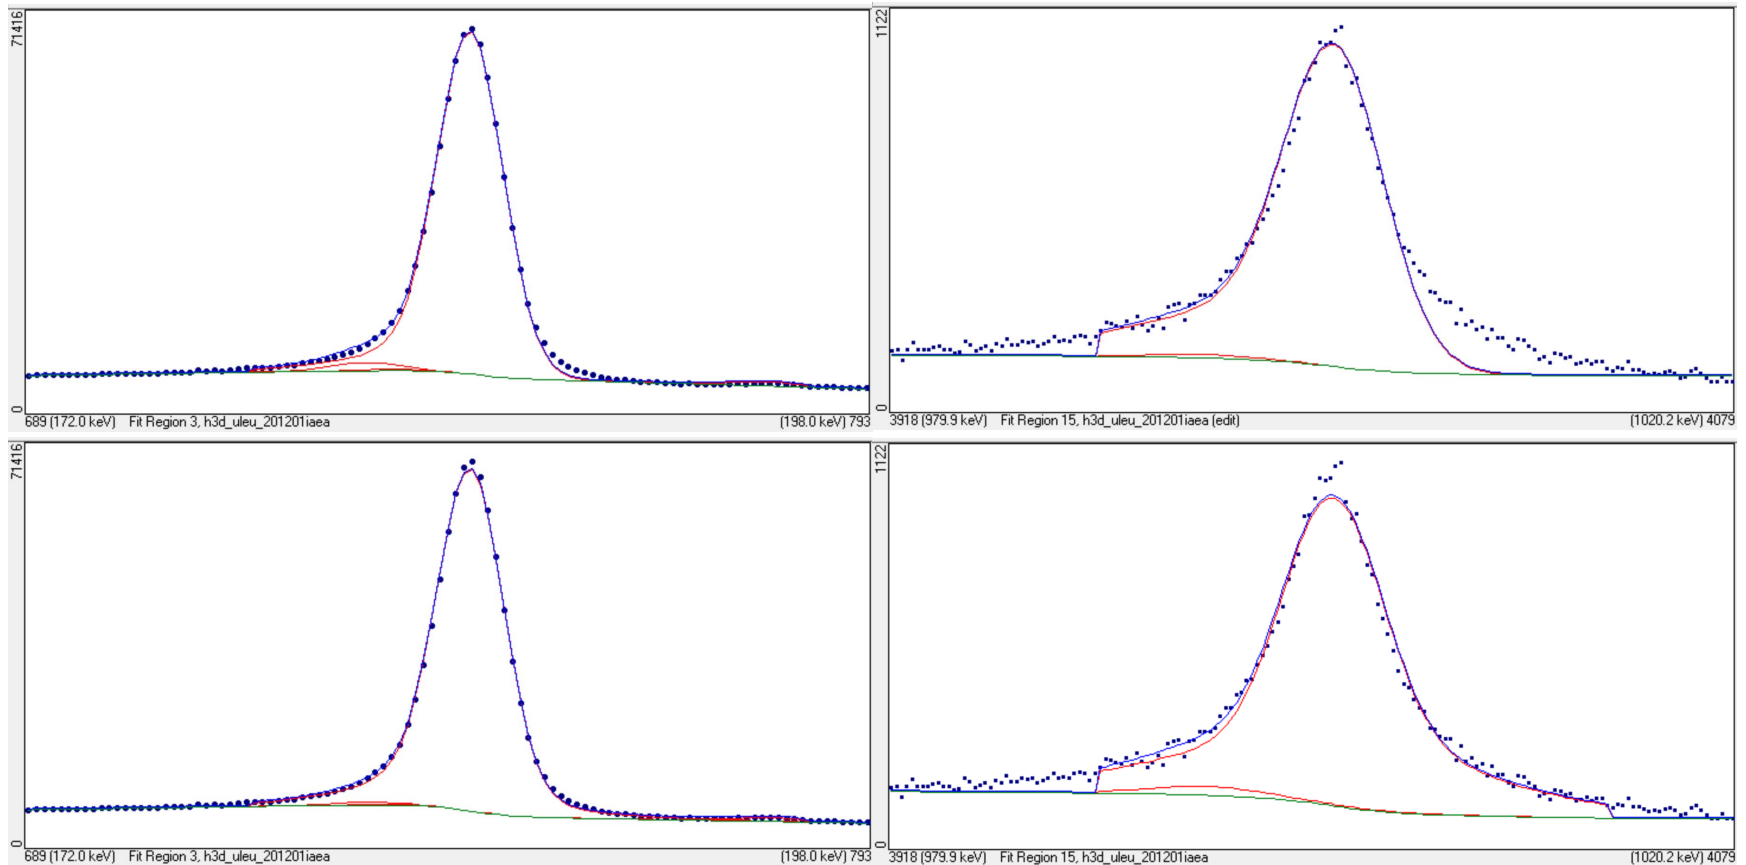 71416
0
689 (172.0 keV) Fit Region 3, h3d_uleu_201201iaea (198.0 keV) 793
1122
0
3918 (979.9 keV) Fit Region 15, h3d_uleu_201201iaea (edit) (1020.2 keV) 4079
71416
0
689 (172.0 keV) Fit Region 3, h3d_uleu_201201iaea (198.0 keV) 793
1122
0
3918 (979.9 keV) Fit Region 15, h3d_uleu_201201iaea (1020.2 keV) 4079